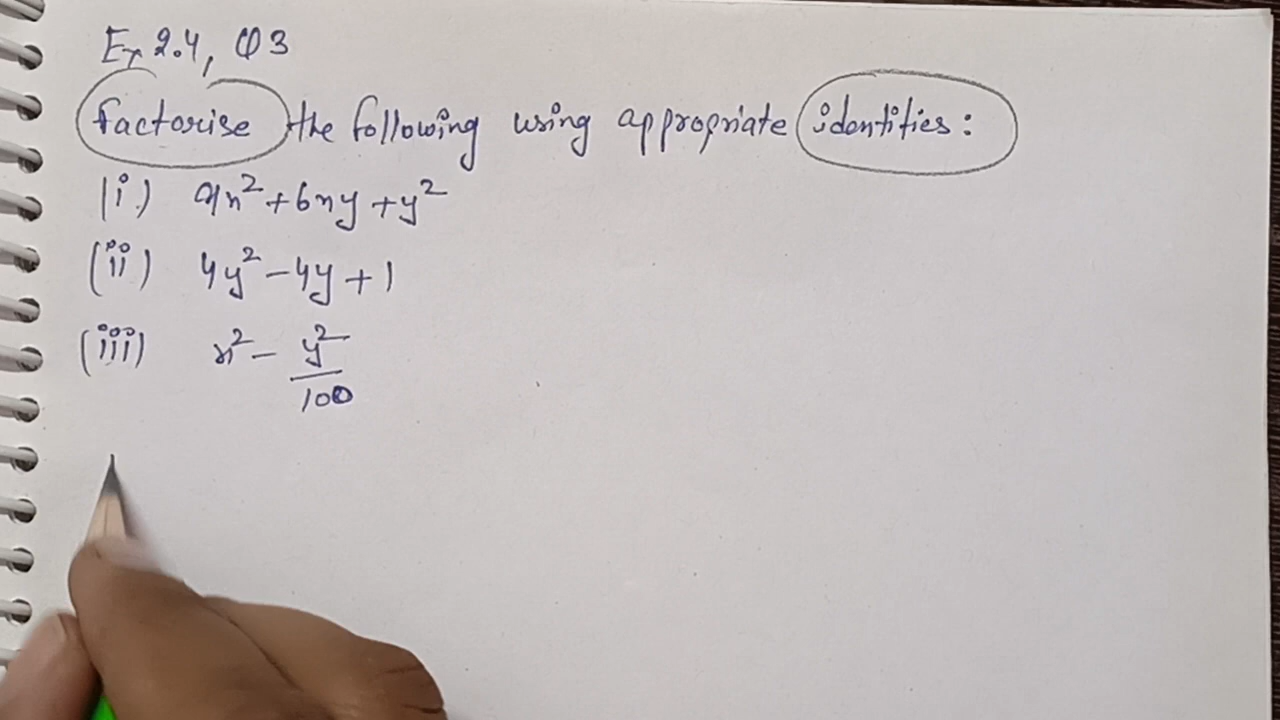 Ex 2.4, Q3
Factorise the following using appropriate identities:
(i) 9x² + 6xy + y²
(ii) 4y² - 4y + 1
(iii) x² - y²/100